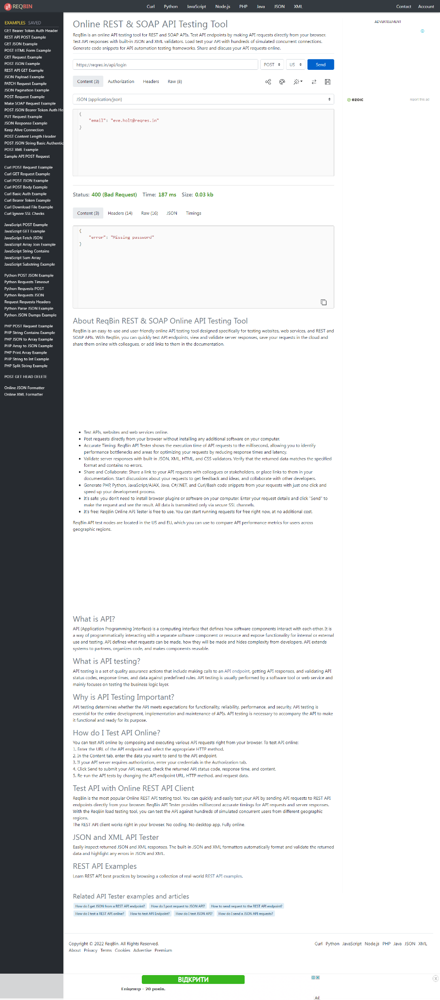 REQBIN
Curl Python JavaScript Node.js PHP Java JSON XML
Contact Account
EXAMPLES SAVED
GET Bearer Token Auth Header
REST API POST Example
GET JSON Example
POST HTML Form Example
GET Request Example
POST JSON Example
REST API GET Example
JSON Payload Example
PATCH Request Example
JSON Pagination Example
POST Request Example
Make SOAP Request Example
POST JSON Bearer Token Auth He
PUT Request Example
JSON Response Example
Keep Alive Connection
POST Content Length Header
POST JSON String Basic Authentic
POST XML Example
Sample API POST Request
Curl POST Request Example
Curl GET Request Example
Curl POST JSON Example
Curl POST Body Example
Curl Basic Auth Example
Curl Bearer Token Example
Curl Download File Example
Curl Ignore SSL Checks
JavaScript POST Example
JavaScript GET Example
JavaScript Fetch JSON
JavaScript Array Join Example
JavaScript String Contains
JavaScript Sum Array
JavaScript Substring Example
Python POST JSON Example
Python Requests Timeout
Python Requests POST
Python Requests JSON
Request Requests Headers
Python Parse JSON Example
Python JSON Dumps Example
PHP POST Request Example
PHP String Contains Example
PHP JSON to Array Example
PHP Array to JSON Example
PHP Print Array Example
PHP String to Int Example
PHP Split String Example
POST GET HEAD DELETE
Online JSON Formatter
Online XML Formatter
Online REST & SOAP API Testing Tool
ReqBin is an online API testing tool for REST and SOAP APIs. Test API endpoints by making API requests directly from your browser.
Test API responses with built-in JSON and XML validators. Load test your API with hundreds of simulated concurrent connections.
Generate code snippets for API automation testing frameworks. Share and discuss your API requests online.
https://reqres.in/api/login
POST
US
Send
Content (3) Authorization Headers Raw (8)
JSON (application/json)
{
"email": "eve.holt@reqres.in"
}
Status: 400 (Bad Request) Time: 187 ms Size: 0.03 kb
Content (3) Headers (14) Raw (16) JSON Timings
{
"error": "Missing password"
}
About ReqBin REST & SOAP Online API Testing Tool
ReqBin is an easy-to-use and user-friendly online API testing tool designed specifically for testing websites, web services, and REST and
SOAP APIs. With ReqBin, you can quickly test API endpoints, view and validate server responses, save your requests in the cloud and
share them online with colleagues, or add links to them in the documentation.
• Test APIs, websites and web services online.
• Post requests directly from your browser without installing any additional software on your computer.
• Accurate Timing: ReqBin API Tester shows the execution time of API requests to the millisecond, allowing you to identify
performance bottlenecks and areas for optimizing your requests by reducing response times and latency.
• Validate server responses with built-in JSON, XML, HTML, and CSS validators. Verify that the returned data matches the specified
format and contains no errors.
• Share and Collaborate: Share a link to your API requests with colleagues or stakeholders, or place links to them in your
documentation. Start discussions about your requests to get feedback and ideas, and collaborate with other developers.
• Generate PHP, Python, JavaScript/AJAX, Java, C#/.NET, and Curl/Bash code snippets from your requests with just one click and
speed up your development process.
• It's safe: you don't need to install browser plugins or software on your computer. Enter your request details and click "Send" to
make the request and see the result. All data is transmitted only via secure SSL channels.
• It's free: ReqBin Online API Tester is free to use. You can start running requests for free right now, at no additional cost.
ReqBin API test nodes are located in the US and EU, which you can use to compare API performance metrics for users across
geographic regions.
What is API?
API (Application Programming Interface) is a computing interface that defines how software components interact with each other. It is
a way of programmatically interacting with a separate software component or resource and expose functionality for internal or external
use and testing. API defines what requests can be made, how they will be made and hides complexity from developers. API extends
systems to partners, organizes code, and makes components reusable.
What is API testing?
API testing is a set of quality assurance actions that include making calls to an API endpoint, getting API responses, and validating API
status codes, response times, and data against predefined rules. API testing is usually performed by a software tool or web service and
mainly focuses on testing the business logic layer.
Why is API Testing Important?
API testing determines whether the API meets expectations for functionality, reliability, performance, and security. API testing is
essential for the entire development, implementation and maintenance of APIs. API testing is necessary to accompany the API to make
it functional and ready for its purpose.
How do I Test API Online?
You can test API online by composing and executing various API requests right from your browser. To test API online:
1. Enter the URL of the API endpoint and select the appropriate HTTP method.
2. In the Content tab, enter the data you want to send to the API endpoint.
3. If your API server requires authorization, enter your credentials in the Authorization tab.
4. Click Send to submit your API request, check the returned API status code, response time, and content.
5. Re-run the API tests by changing the API endpoint URL, HTTP method, and request data.
Test API with Online REST API Client
ReqBin is the most popular Online REST API testing tool. You can quickly and easily test your API by sending API requests to REST API
endpoints directly from your browser. ReqBin API Tester provides millisecond accurate timings for API requests and server responses.
With the ReqBin load testing tool, you can test the API against hundreds of simulated concurrent users from different geographic
regions.
The REST API client works right in your browser. No coding. No desktop app. Fully online.
JSON and XML API Tester
Easily inspect returned JSON and XML responses. The built-in JSON and XML formatters automatically format and validate the returned
data and highlight any errors in JSON and XML.
REST API Examples
Learn REST API best practices by browsing a collection of real-world REST API examples.
Related API Tester examples and articles
How do I get JSON from a REST API endpoint? How do I post request to JSON API? How to send request to the REST API endpoint?
How do I test a REST API online? How to test API Endpoint? How do I test JSON API? How do I send a JSON API requests?
ADVERTISEMENT
ezoic
report this ad
Copyright © 2022 ReqBin. All Rights Reserved.
About Privacy Terms Cookies Advertise Premium
Curl Python JavaScript Node.js PHP Java JSON XML
ВІДКРИТИ
Епіцентр - 20 років.
Ad